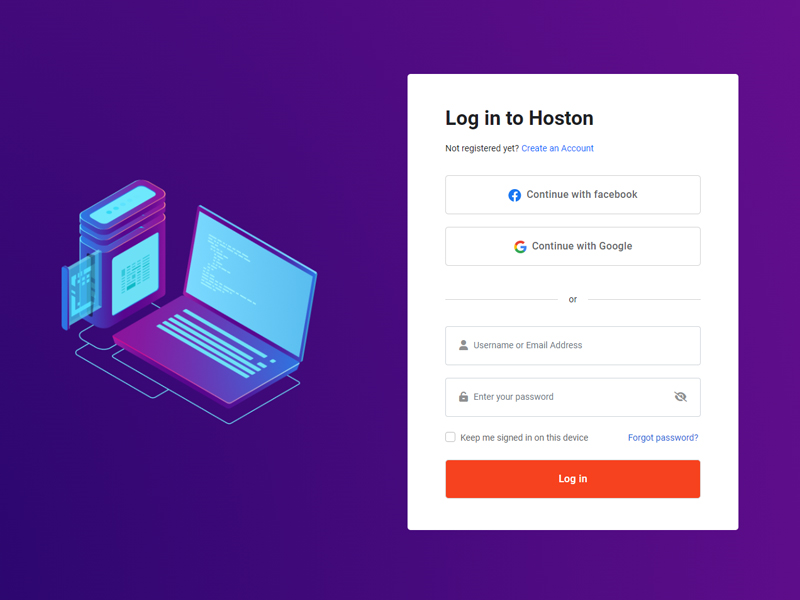 Log in to Hoston
Not registered yet? Create an Account
Continue with facebook
Continue with Google
or
Username or Email Address
Enter your password
Keep me signed in on this device
Forgot password?
Log in